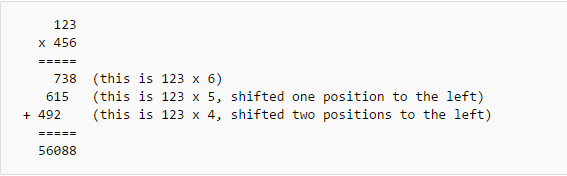 123
  x 456
  =====
    738  (this is 123 x 6)
   615   (this is 123 x 5, shifted one position to the left)
+ 492    (this is 123 x 4, shifted two positions to the left)
  =====
  56088